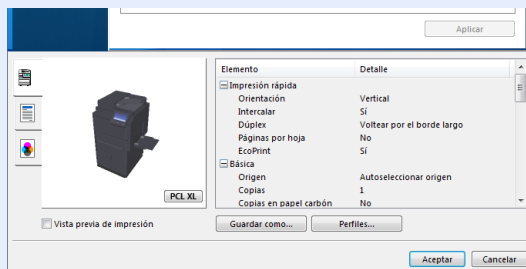 Aplicar
Elemento Detalle
Impresión rápida
Orientación Vertical
Intercalar Sí
Dúplex Voltear por el borde largo
Páginas por hoja No
EcoPrint Sí
Básica
Origen Autoseleccionar origen
Copias 1
Copias en papel carbón No
PCL XL
Vista previa de impresión Guardar como... Perfiles...
Aceptar Cancelar